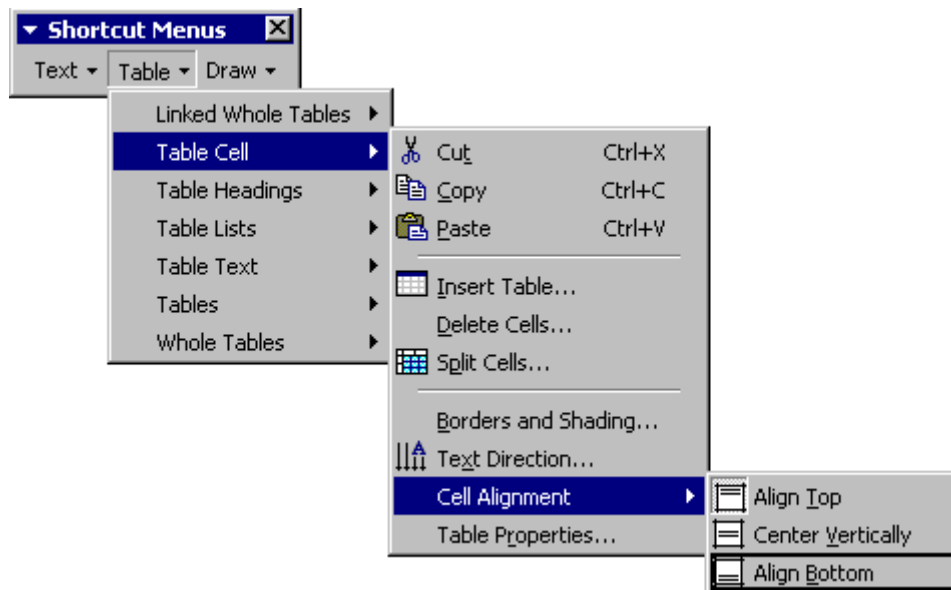 Shortcut Menus
Text Table Draw
Linked Whole Tables
Table Cell
Table Headings
Table Lists
Table Text
Tables
Whole Tables
Cut Ctrl+X
Copy Ctrl+C
Paste Ctrl+V
Insert Table...
Delete Cells...
Split Cells...
Borders and Shading...
Text Direction...
Cell Alignment
Table Properties...
Align Top
Center Vertically
Align Bottom